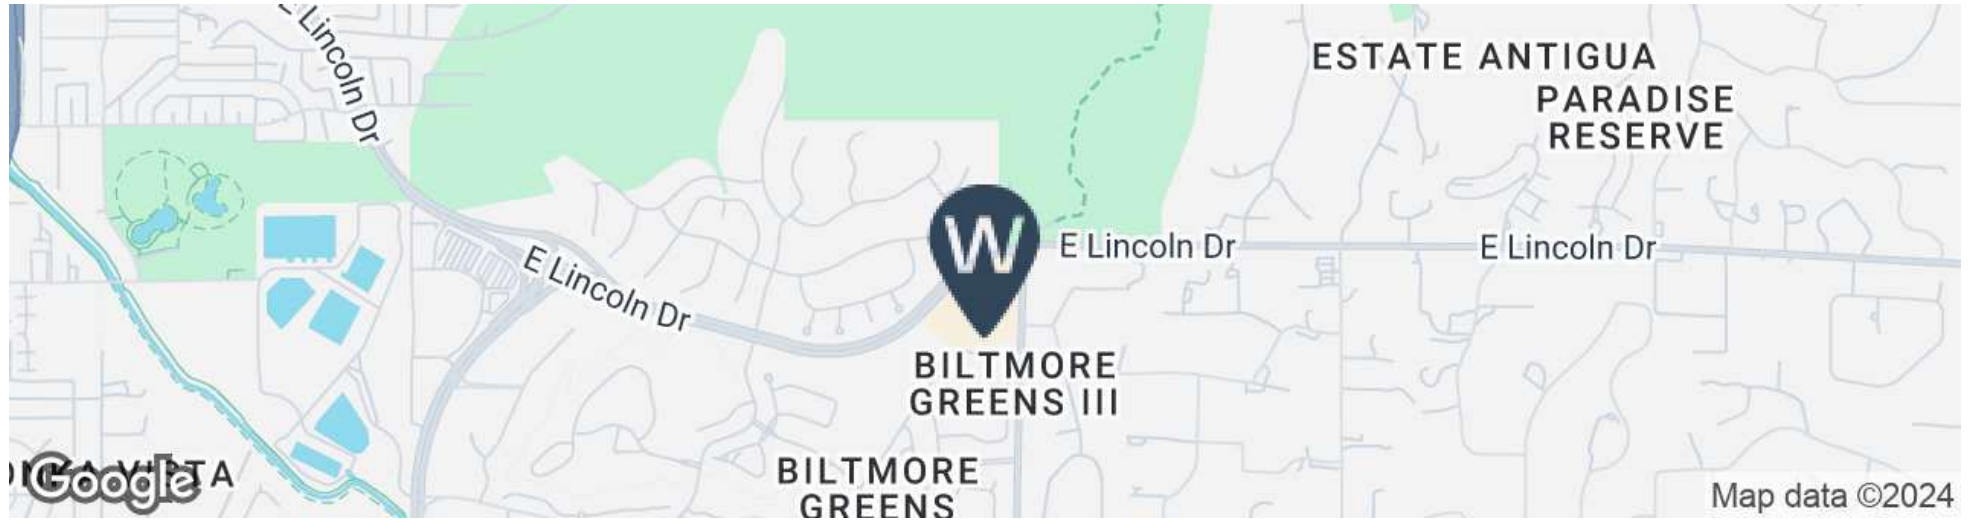 E Lincoln Dr
ESTATE ANTIGUA
PARADISE
RESERVE
W
E Lincoln Dr
E Lincoln Dr
E Lincoln Dr
BILTMORE
GREENS III
BILTMORE
GREENS
Google
Map data ©2024